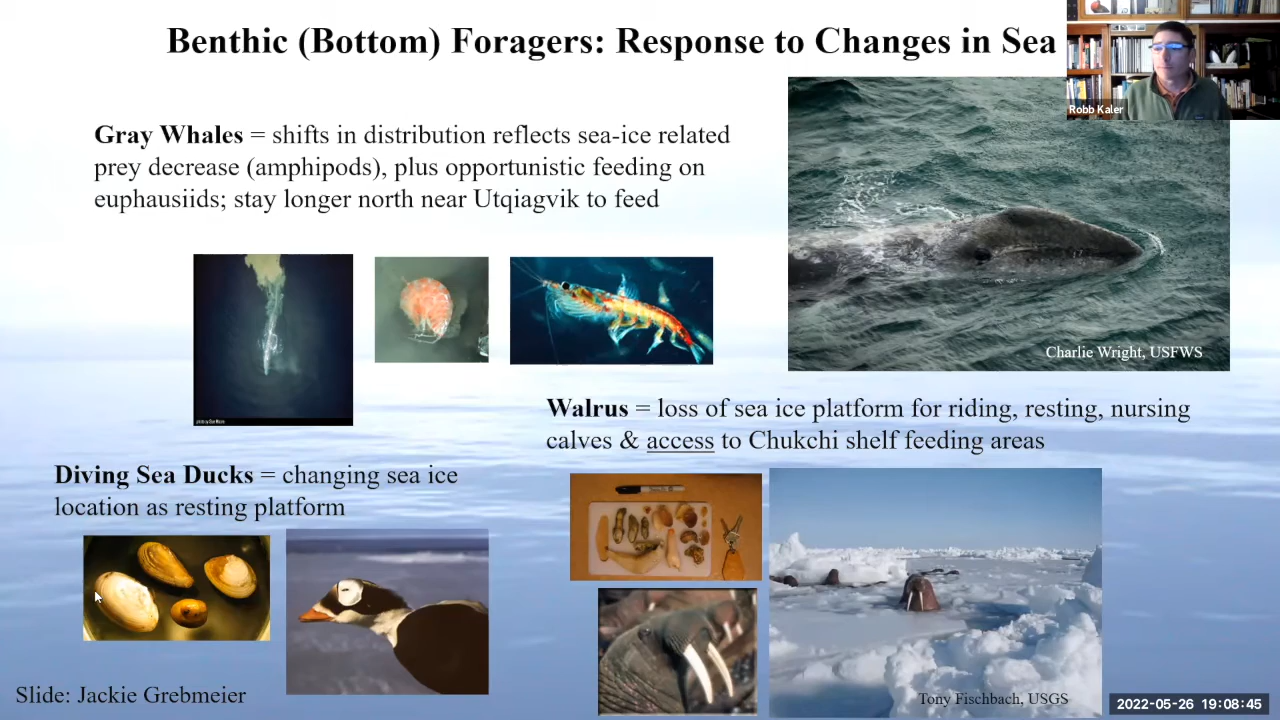 Benthic (Bottom) Foragers: Response to Changes in Sea
Robb Kaler
Gray Whales = shifts in distribution reflects sea-ice related
prey decrease (amphipods), plus opportunistic feeding on
euphausiids; stay longer north near Utqiagvik to feed
Charlie Wright, USFWS
Walrus = loss of sea ice platform for riding, resting, nursing
calves & access to Chukchi shelf feeding areas
Diving Sea Ducks = changing sea ice
location as resting platform
Slide: Jackie Grebmeier
Tony Fischbach, USGS
2022-05-26 19:08:45